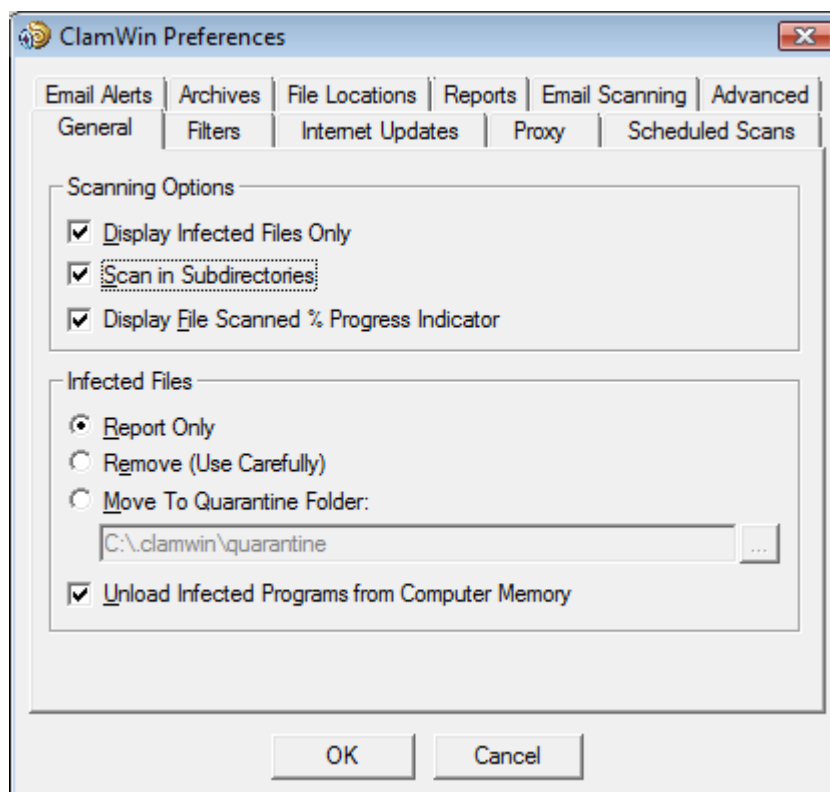 ClamWin Preferences
Email Alerts Archives File Locations Reports Email Scanning Advanced
General Filters Internet Updates Proxy Scheduled Scans
Scanning Options
Display Infected Files Only
Scan in Subdirectories
Display File Scanned % Progress Indicator
Infected Files
Report Only
Remove (Use Carefully)
Move To Quarantine Folder:
C:\.clamwin\quarantine ...
Unload Infected Programs from Computer Memory
OK Cancel